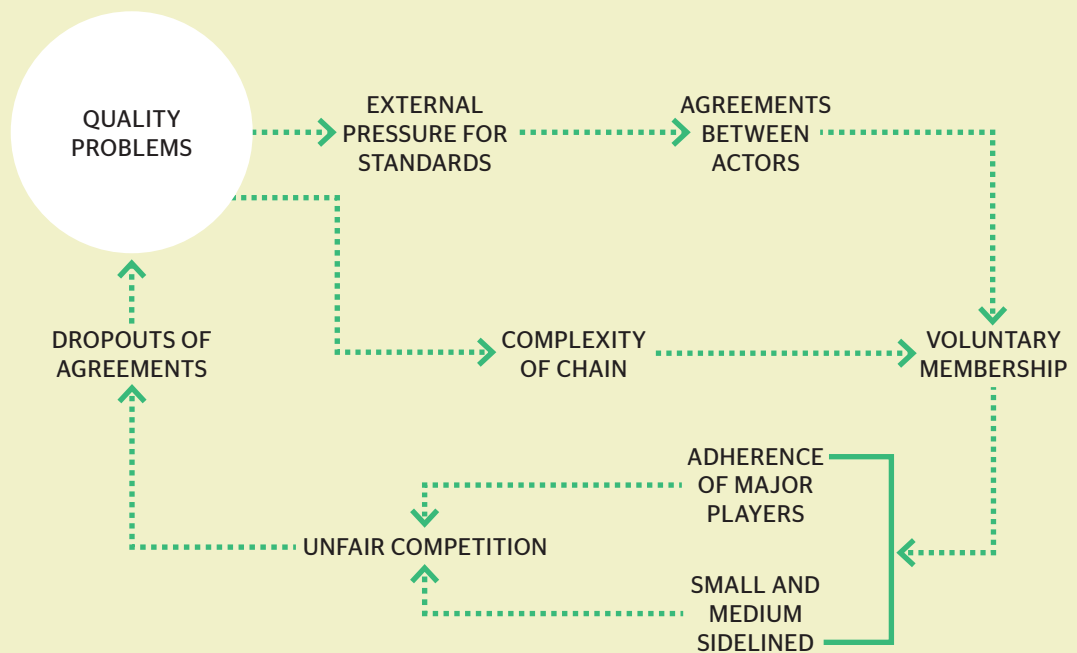 QUALITY
PROBLEMS
EXTERNAL
PRESSURE FOR
STANDARDS
AGREEMENTS
BETWEEN
ACTORS
DROPOUTS OF
AGREEMENTS
COMPLEXITY
OF CHAIN
VOLUNTARY
MEMBERSHIP
ADHERENCE
OF MAJOR
PLAYERS
UNFAIR COMPETITION
SMALL AND
MEDIUM
SIDELINED